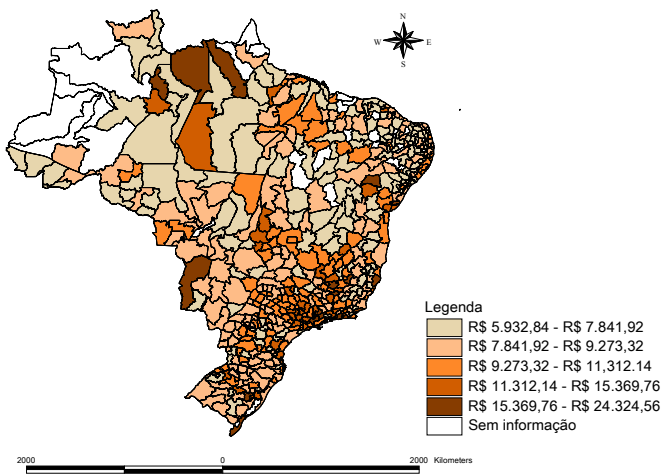 N
W E
S
Legenda
R$ 5.932,84 - R$ 7.841,92
R$ 7.841,92 - R$ 9.273,32
R$ 9.273,32 - R$ 11,312.14
R$ 11.312,14 - R$ 15.369,76
R$ 15.369,76 - R$ 24.324,56
Sem informação
2000 0 2000 Kilometers